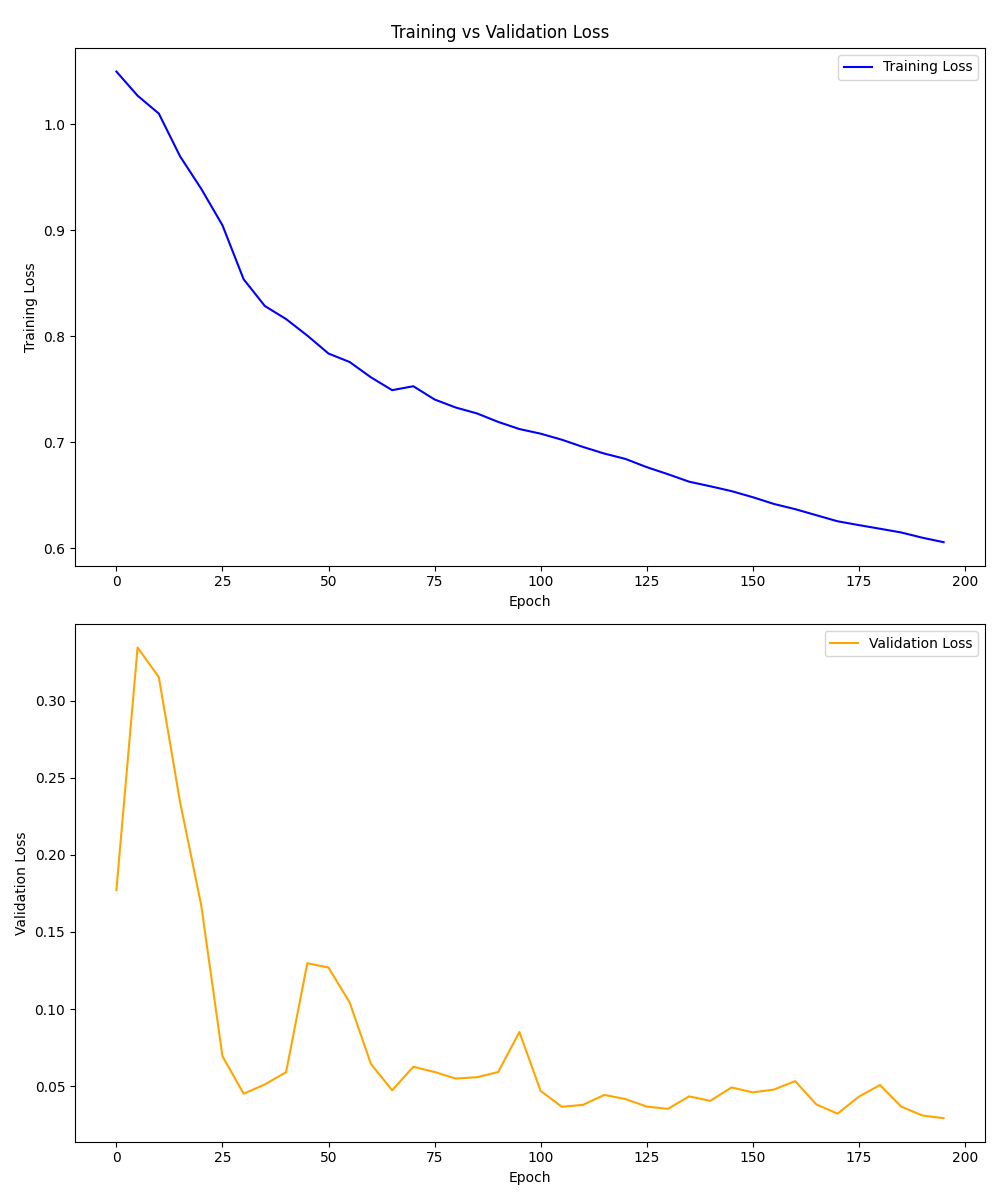 Training vs Validation Loss
Training Loss
1.0
0.9
0.8
0.7
0.6
Training Loss
0 25 50 75 100 125 150 175 200
Epoch
Validation Loss
0.30
0.25
0.20
0.15
0.10
0.05
Validation Loss
0 25 50 75 100 125 150 175 200
Epoch